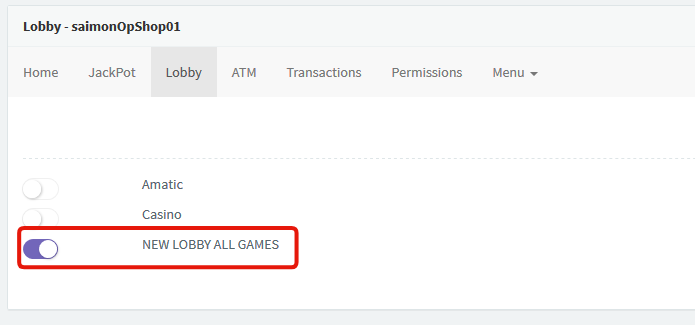 Lobby - saimonOpShop01
Home JackPot Lobby ATM Transactions Permissions Menu
Amatic
Casino
NEW LOBBY ALL GAMES